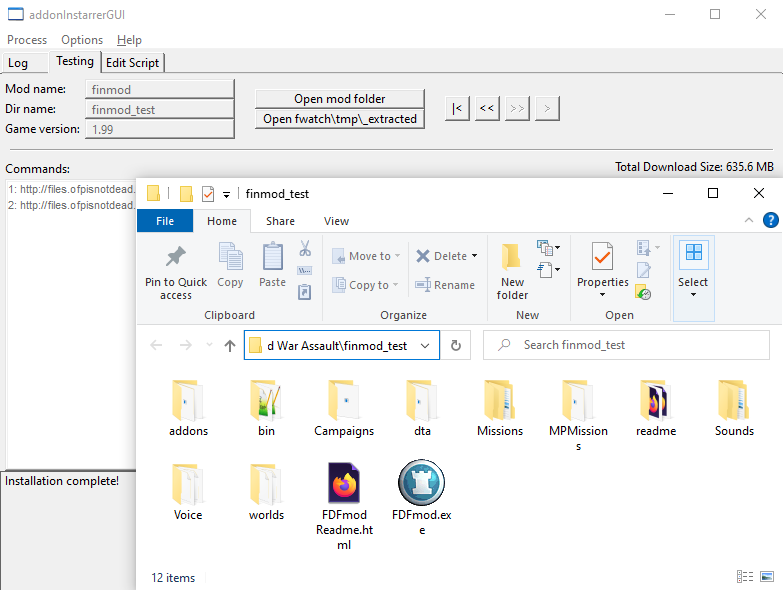 addonInstarrerGUI
Process Options Help
Log Testing Edit Script
Mod name: finmod
Dir name: finmod_test
Game version: 1.99
Open mod folder
Open fwatch\tmp\_extracted
|< << >> >
Commands:
Total Download Size: 635.6 MB
1: http://files.ofpisnotdead.
2: http://files.ofpisnotdead.
Installation complete!
finmod_test
File Home Share View
Pin to Quick access
Copy
Paste
Clipboard
Move to
Copy to
Delete
Rename
Organize
New folder
New
Properties
Open
Select
d War Assault\finmod_test
Search finmod_test
addons bin Campaigns dta Missions MPMission readme Sounds
s
Voice worlds FDFmod FDFmod.ex
Readme.ht e
ml
12 items